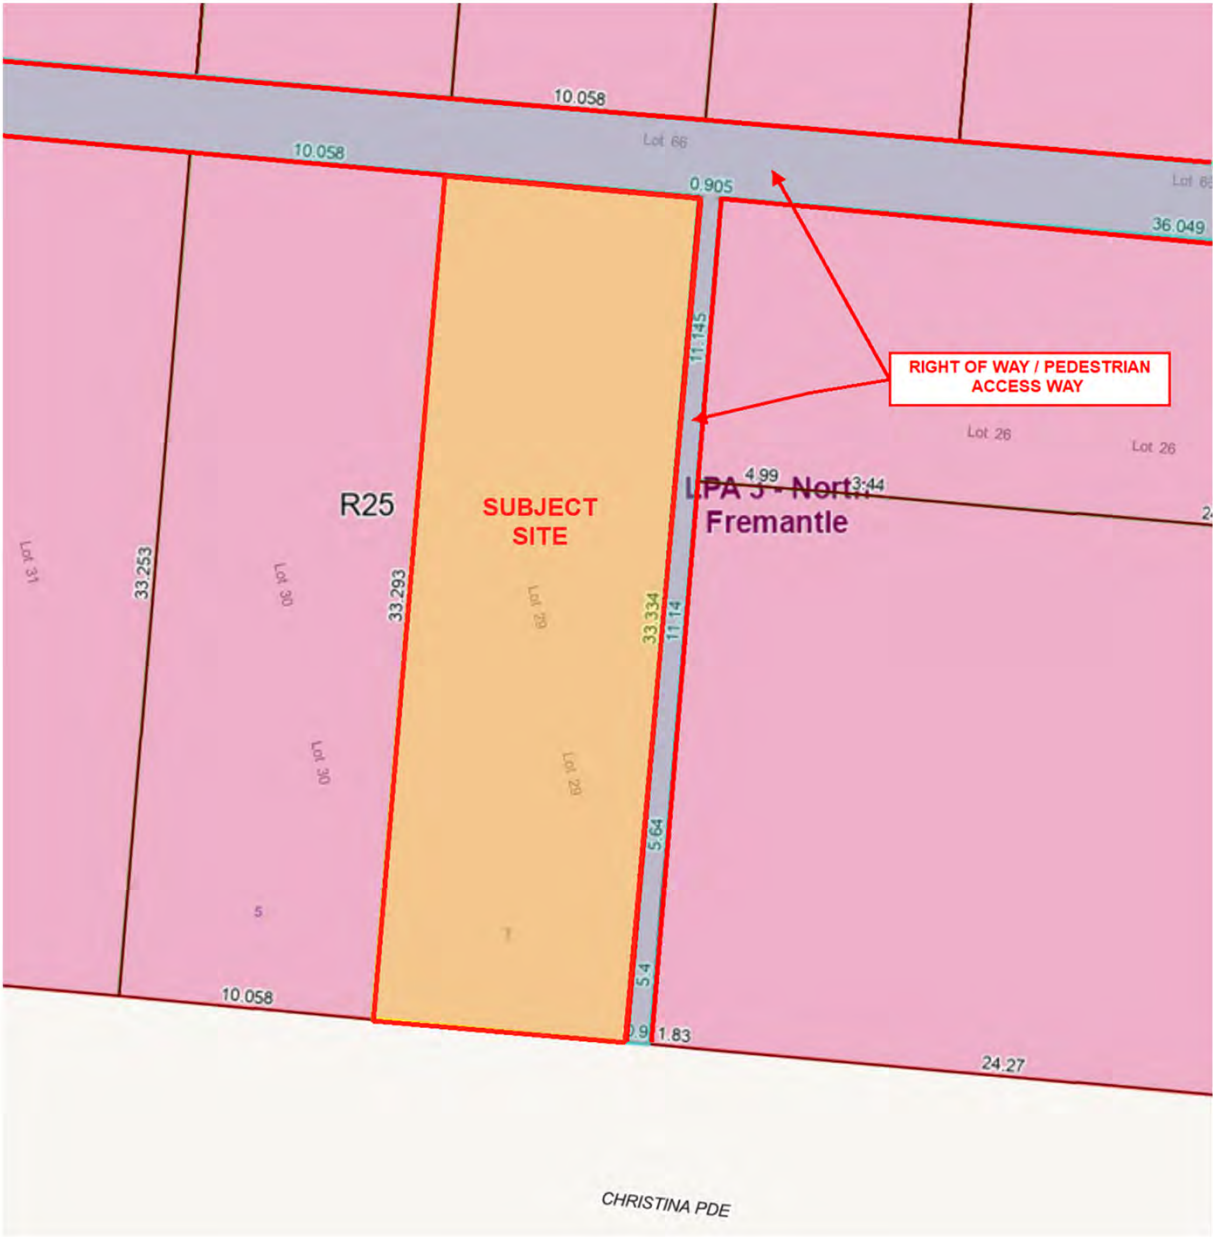 10.058
Lot 66
10.058
0.905
36.049
11.145
RIGHT OF WAY / PEDESTRIAN
ACCESS WAY
Lot 26
Lot 26
4.99
3.44
LPA 3 - North
Fremantle
R25
SUBJECT
SITE
Lot 31
33.253
Lot 30
33.293
Lot 29
33.334
11.14
Lot 30
Lot 29
5.64
5
5.4
10.058
0.9
1.83
24.27
CHRISTINA PDE